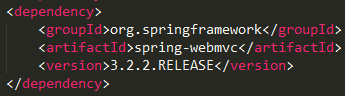 <dependency>
    <groupId>org.springframework</groupId>
    <artifactId>spring-webmvc</artifactId>
    <version>3.2.2.RELEASE</version>
</dependency>